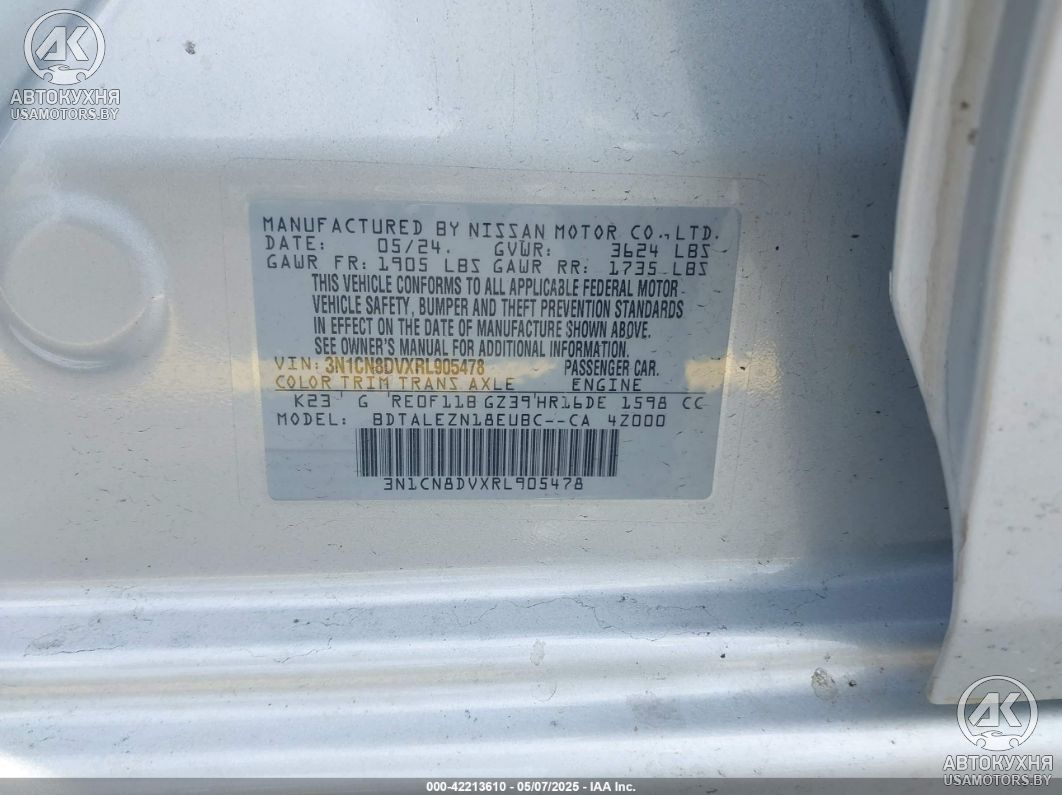 AK
АВТОКУХНЯ
USAMOTORS.BY
MANUFACTURED BY NISSAN MOTOR CO., LTD.
DATE: 05/24. GVWR: 3624 LBS
GAWR FR: 1905 LBS GAWR RR: 1735 LBS
THIS VEHICLE CONFORMS TO ALL APPLICABLE FEDERAL MOTOR
VEHICLE SAFETY, BUMPER AND THEFT PREVENTION STANDARDS
IN EFFECT ON THE DATE OF MANUFACTURE SHOWN ABOVE.
SEE OWNER'S MANUAL FOR ADDITIONAL INFORMATION.
VIN: 3N1CN8DVXRL905478 PASSENGER CAR.
COLOR TRIM TRANS AXLE ENGINE
K23 G RE0F11B GZ39 HR16DE 1598 CC
MODEL: BDTALEZN18EUBC--CA 4Z000
3N1CN8DVXRL905478
AK
АВТОКУХНЯ
USAMOTORS.BY
000-42213610 - 05/07/2025 - IAA Inc.